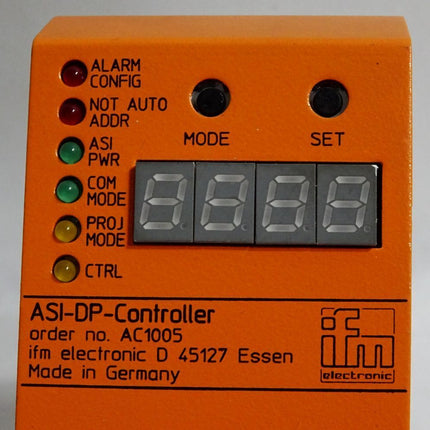 ALARM
CONFIG
NOT AUTO
ADDR
ASI
PWR
COM
MODE
PROJ
MODE
CTRL
MODE
SET
ASI-DP-Controller
order no. AC1005
ifm electronic D 45127 Essen
Made in Germany
ifm
electronic